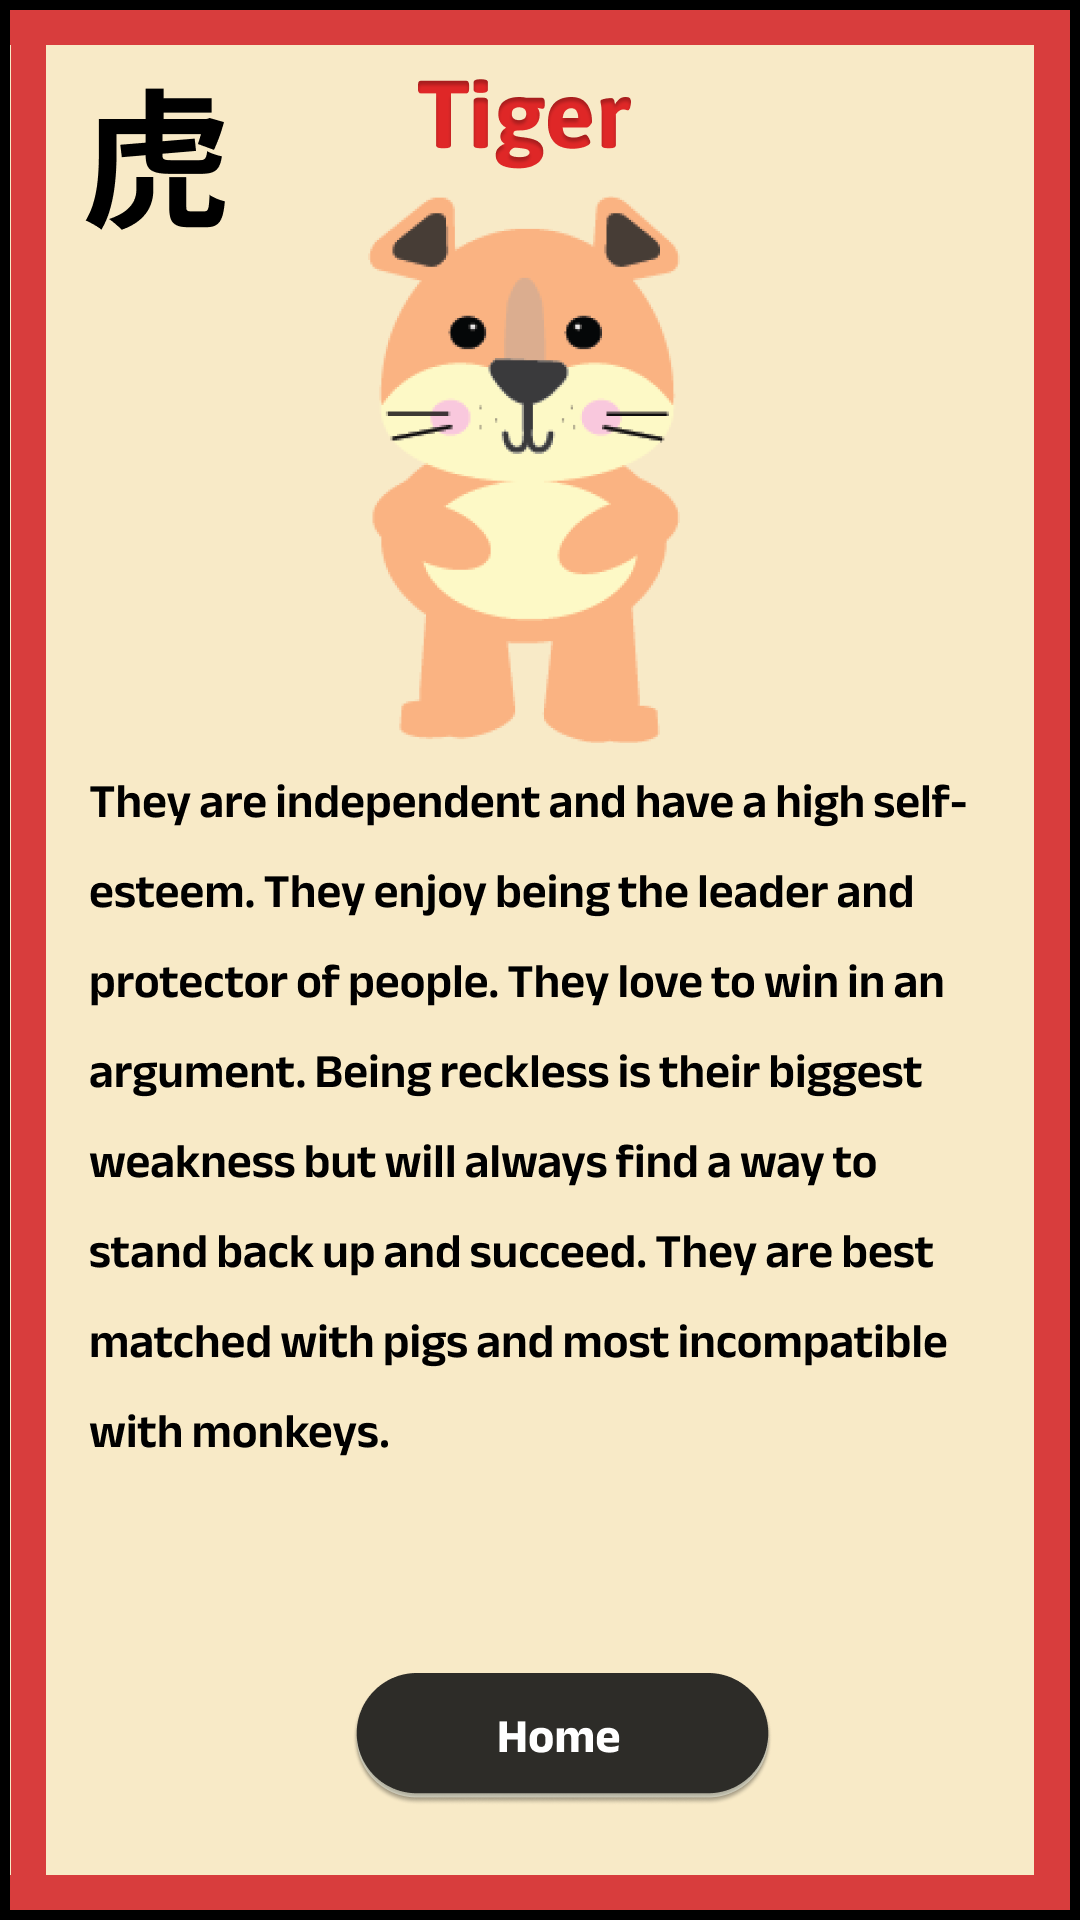 虎
Tiger
They are independent and have a high self-
esteem. They enjoy being the leader and
protector of people. They love to win in an
argument. Being reckless is their biggest
weakness but will always find a way to
stand back up and succeed. They are best
matched with pigs and most incompatible
with monkeys.
Home